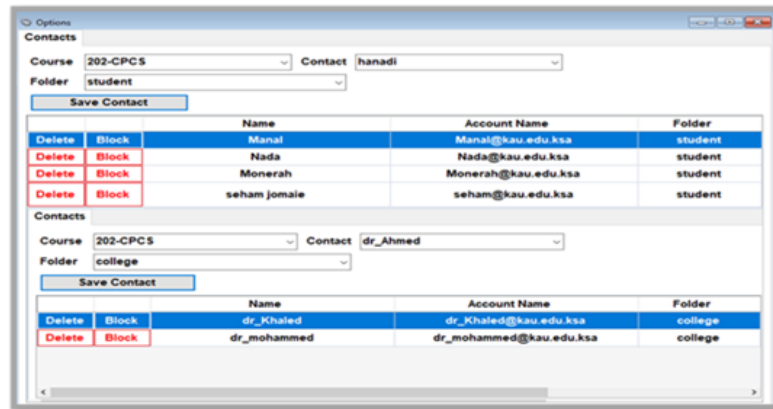 Options
Contacts
Course 202-CPCS Contact hanadi
Folder student
Save Contact
Name Account Name Folder
Delete Block Manal Manal@kau.edu.ksa student
Delete Block Nada Nada@kau.edu.ksa student
Delete Block Monerah Monerah@kau.edu.ksa student
Delete Block seham jomaie seham@kau.edu.ksa student
Contacts
Course 202-CPCS Contact dr_Ahmed
Folder college
Save Contact
Name Account Name Folder
Delete Block dr_Khaled dr_Khaled@kau.edu.ksa college
Delete Block dr_mohammed dr_mohammed@kau.edu.ksa college